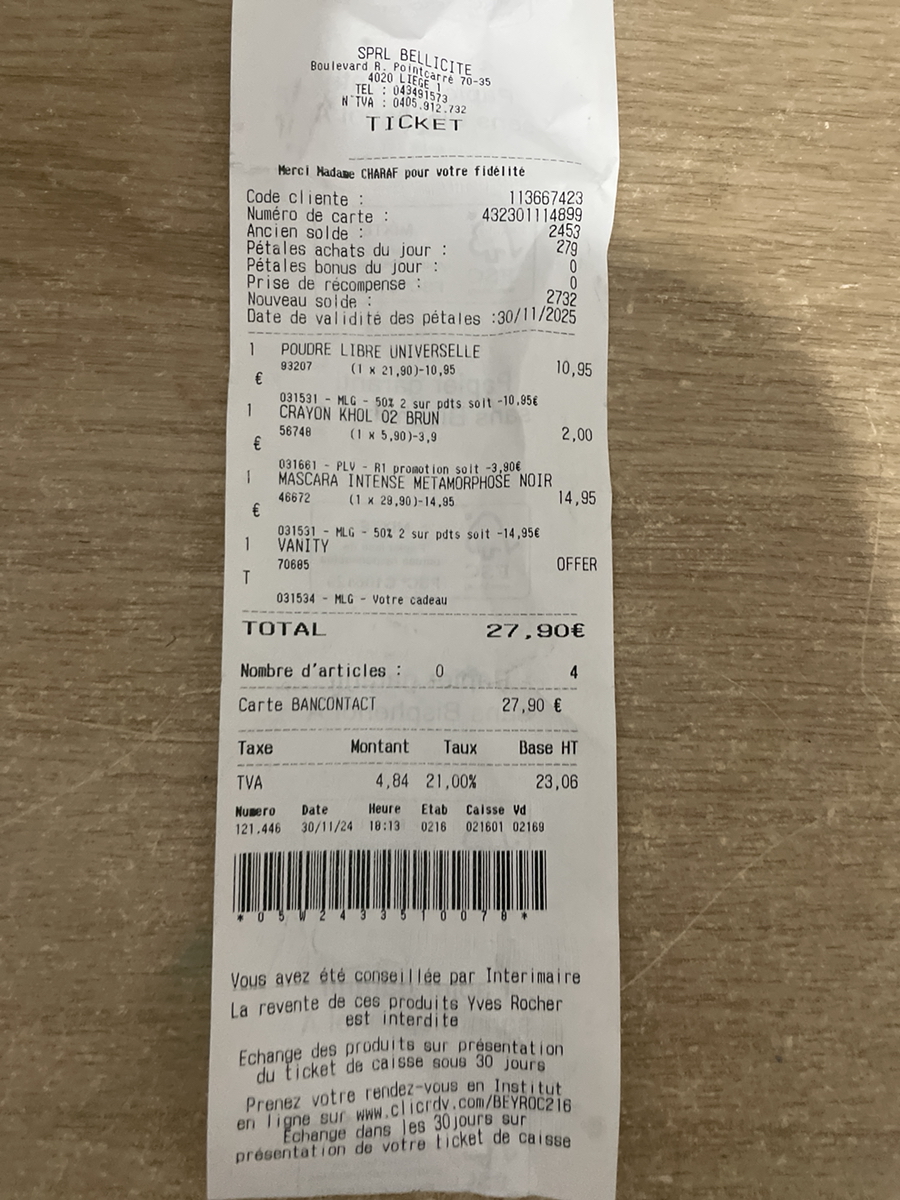 SPRL BELLICITE
Boulevard R. Pointcarré 70-35
4020 LIEGE 1
TEL : 043491573
N°TVA : 0405.912.732
TICKET
Merci Madame CHARAF pour votre fidélité
Code cliente : 113667423
Numéro de carte : 432301114899
Ancien solde : 2453
Pétales achats du jour : 279
Pétales bonus du jour : 0
Prise de récompense : 0
Nouveau solde : 2732
Date de validité des pétales :30/11/2025
1 POUDRE LIBRE UNIVERSELLE
93207 (1 x 21,90)-10,95 10,95
€
031531 - MLG - 50% 2 sur pdts soit -10,95€
1 CRAYON KHOL 02 BRUN
56748 (1 x 5,90)-3,9 2,00
€
031661 - PLV - R1 promotion soit -3,90€
1 MASCARA INTENSE METAMORPHOSE NOIR
46672 (1 x 29,90)-14,95 14,95
€
031531 - MLG - 50% 2 sur pdts soit -14,95€
1 VANITY
70685 OFFER
T
031534 - MLG - Votre cadeau
TOTAL 27,90€
Nombre d'articles : 0 4
Carte BANCONTACT 27,90 €
Taxe Montant Taux Base HT
TVA 4,84 21,00% 23,06
Numero Date Heure Etab Caisse Vd
121.446 30/11/24 18:13 0216 021601 02169
*05W2433510078*
Vous avez été conseillée par Interimaire
La revente de ces produits Yves Rocher
est interdite
Echange des produits sur présentation
du ticket de caisse sous 30 jours
Prenez votre rendez-vous en Institut
en ligne sur www.clicrdv.com/BEYROC216
Echange dans les 30jours sur
présentation de votre ticket de caisse